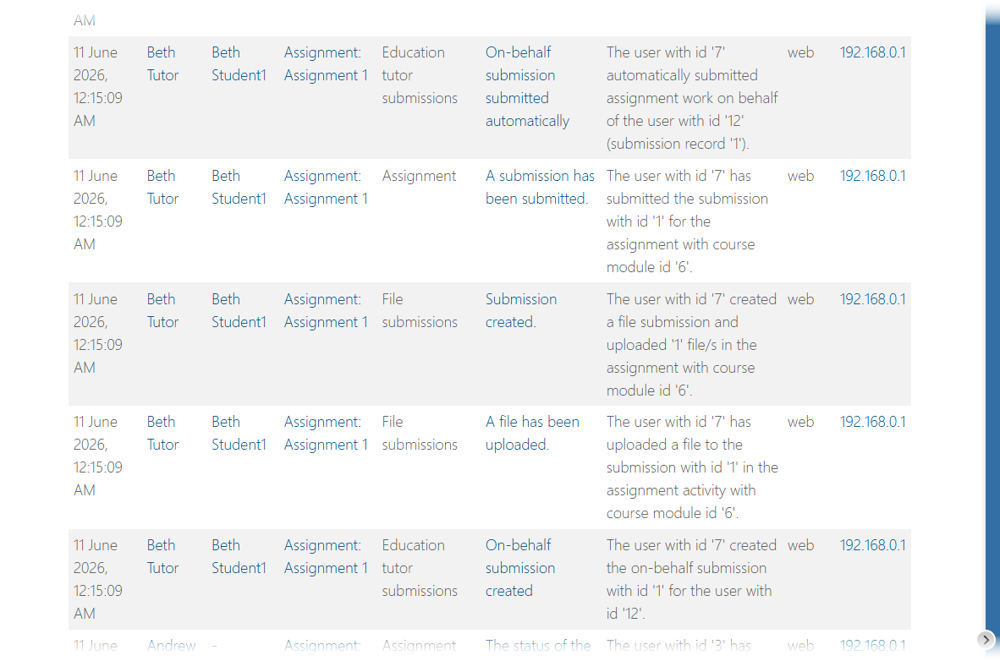 AM
11 June Beth Beth Assignment: Education On-behalf The user with id '7' web 192.168.0.1
2026, Tutor Student1 Assignment 1 tutor submission automatically submitted
12:15:09 submissions submitted assignment work on behalf
AM automatically of the user with id '12'
(submission record '1').
11 June Beth Beth Assignment: Assignment A submission has The user with id '7' has web 192.168.0.1
2026, Tutor Student1 Assignment 1 been submitted. submitted the submission
12:15:09 with id '1' for the
AM assignment with course
module id '6'.
11 June Beth Beth Assignment: File Submission The user with id '7' created web 192.168.0.1
2026, Tutor Student1 Assignment 1 submissions created. a file submission and
12:15:09 uploaded '1' file/s in the
AM assignment with course
module id '6'.
11 June Beth Beth Assignment: File A file has been The user with id '7' has web 192.168.0.1
2026, Tutor Student1 Assignment 1 submissions uploaded. uploaded a file to the
12:15:09 submission with id '1' in the
AM assignment activity with
course module id '6'.
11 June Beth Beth Assignment: Education On-behalf The user with id '7' created web 192.168.0.1
2026, Tutor Student1 Assignment 1 tutor submission the on-behalf submission
12:15:09 submissions created with id '1' for the user with
AM id '12'.
11 June Andrew - Assignment: Assignment The status of the The user with id '3' has web 192.168.0.1